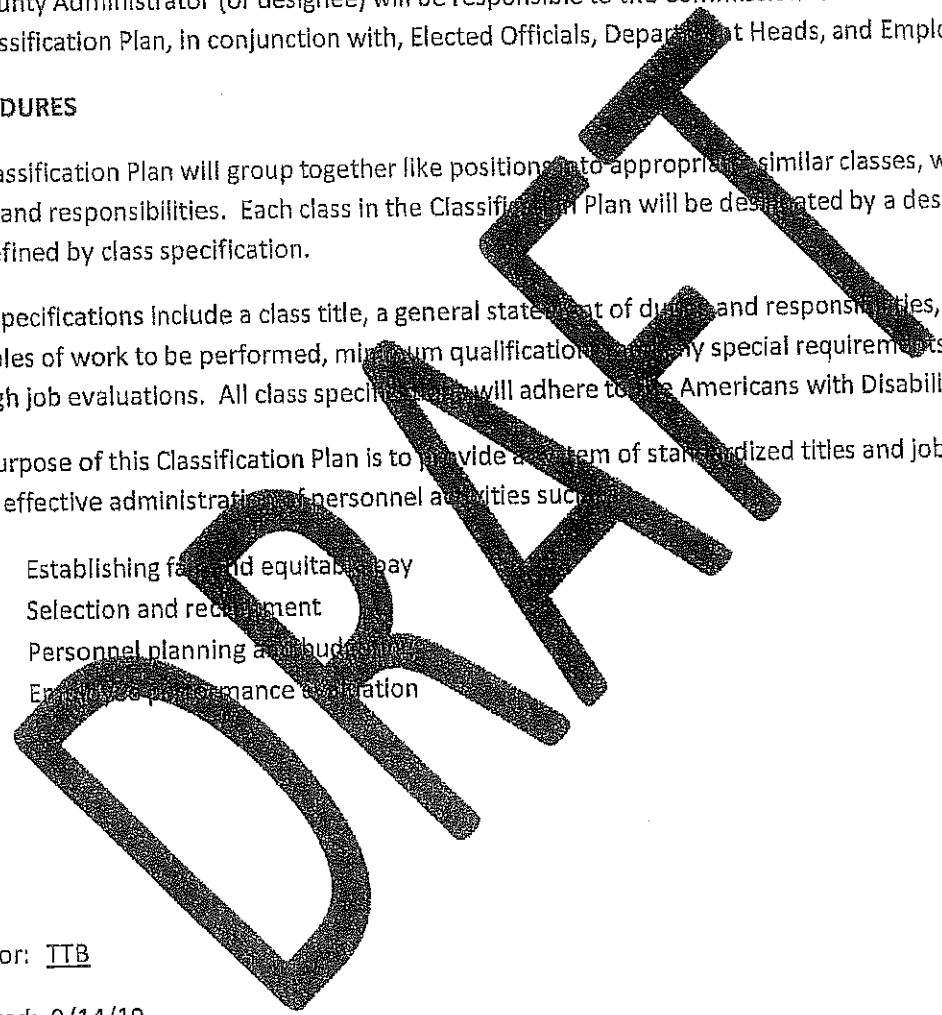 unty Administrator (or designee) will be responsible to the Commission
ssification Plan, in conjunction with, Elected Officials, Department Heads, and Emplo
DURES
assification Plan will group together like positions into appropriate similar classes, w
and responsibilities. Each class in the Classification Plan will be designated by a des
efined by class specification.
pecifications include a class title, a general statement of duties and responsibilities,
les of work to be performed, minimum qualifications any special requirements
gh job evaluations. All class specifications will adhere to the Americans with Disabili
urpose of this Classification Plan is to provide a system of standardized titles and job
effective administration of personnel activities such
Establishing fair and equitable pay
Selection and recruitment
Personnel planning and budgeting
Employee performance evaluation
or: TTB
9/14/19
DRAFT